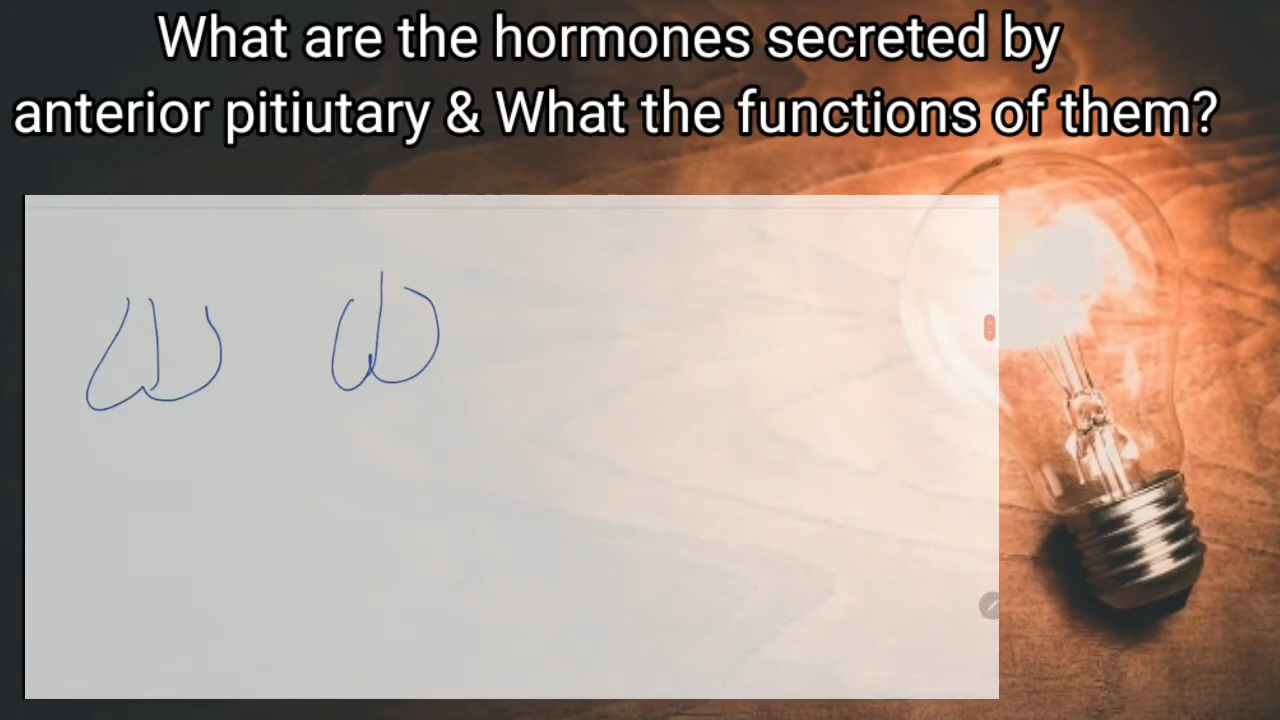 What are the hormones secreted by
anterior pitiutary & What the functions of them?